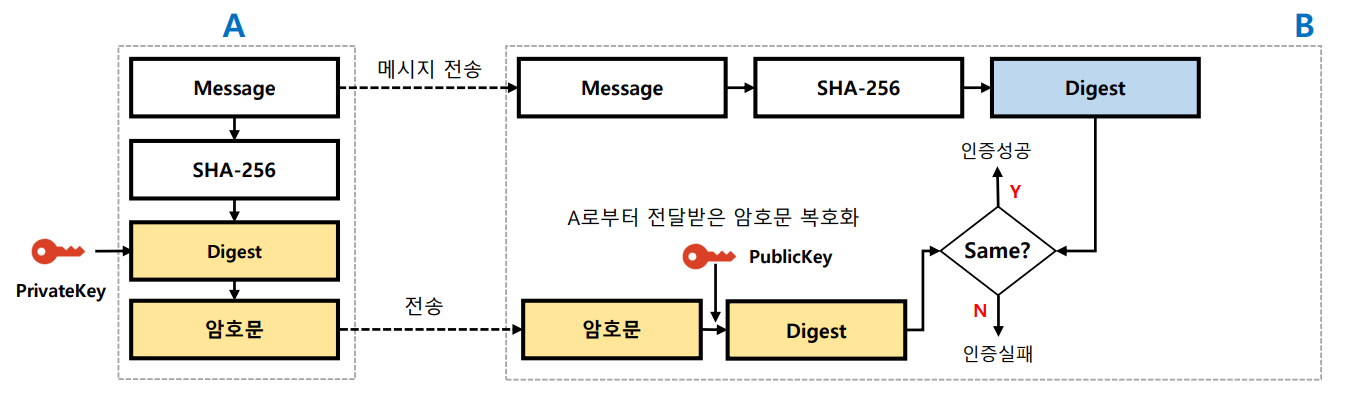 A
B
Message
메시지 전송
Message
SHA-256
Digest
SHA-256
인증성공
Y
A로부터 전달받은 암호문 복호화
Digest
PublicKey
Same?
PrivateKey
전송
N
암호문
암호문
Digest
인증실패